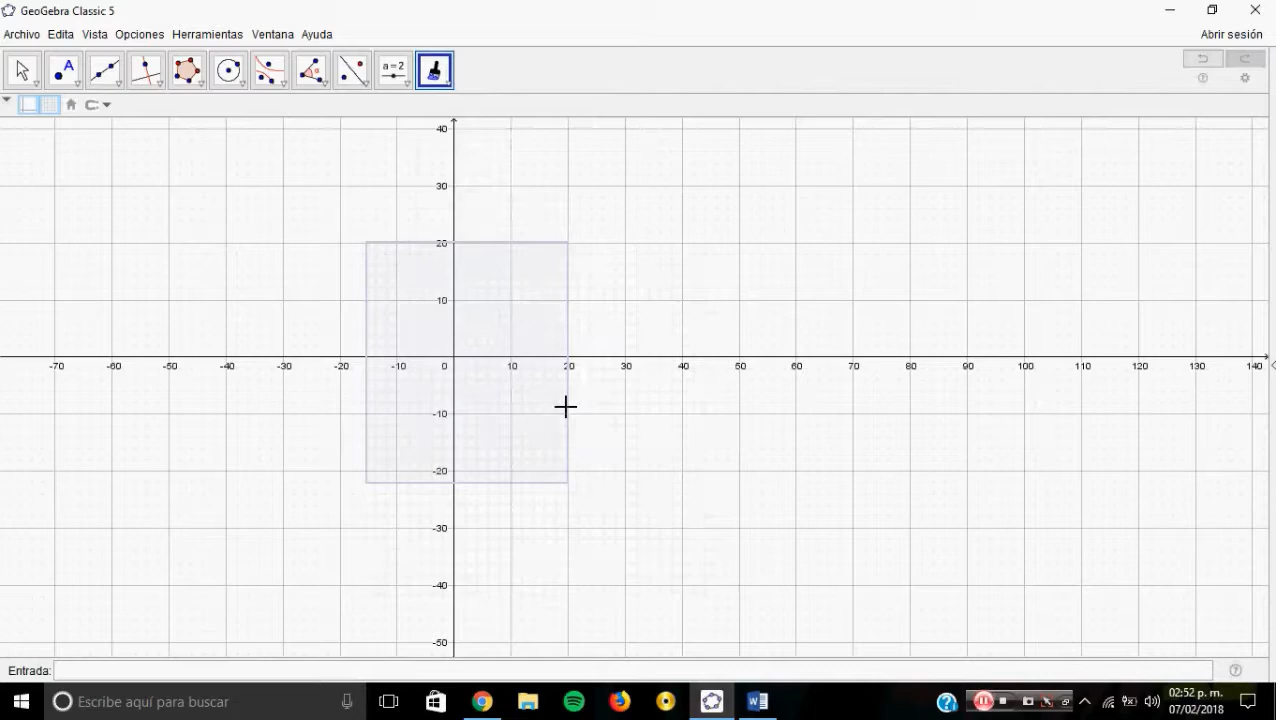 GeoGebra Classic 5
Archivo Edita Vista Opciones Herramientas Ventana Ayuda Abrir sesión
A α a=2
40
30
20
10
-70 -60 -50 -40 -30 -20 -10 0 10 20 30 40 50 60 70 80 90 100 110 120 130 140
-10
-20
-30
-40
-50
Entrada:
Escribe aquí para buscar
02:52 p. m.
07/02/2018